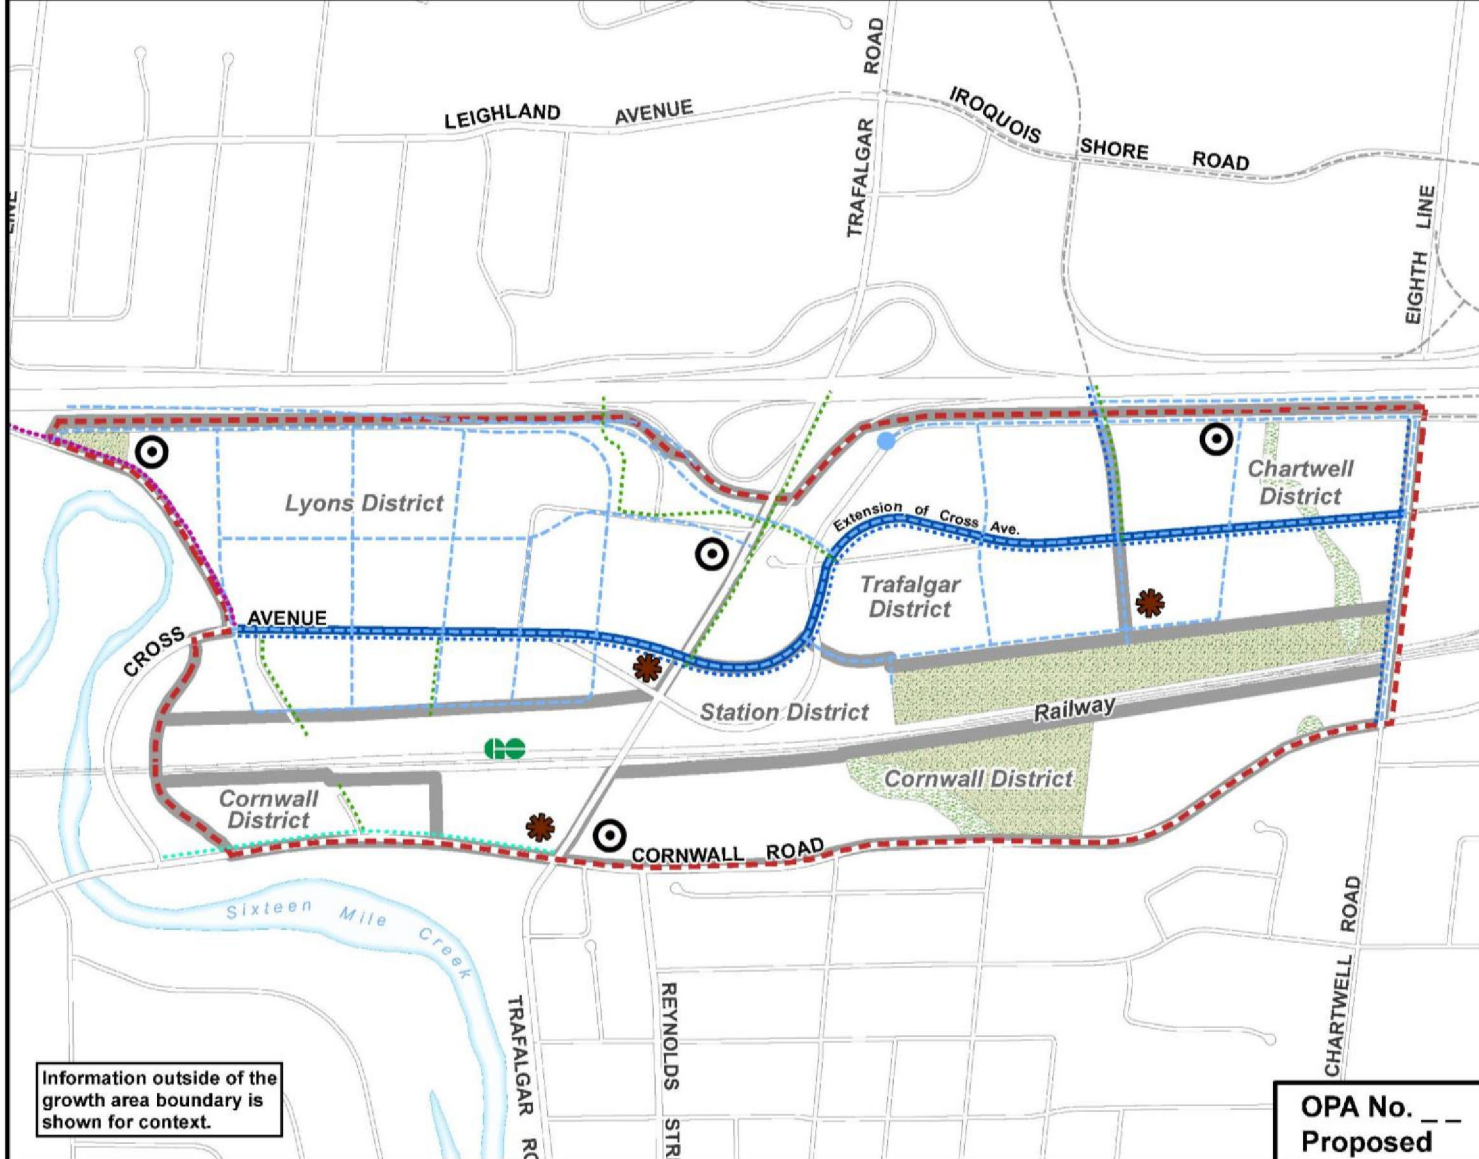 ROAD
LEIGHLAND AVENUE
IROQUOIS SHORE ROAD
TRAFALGAR
LINE
EIGHTH LINE
Lyons District
Chartwell
District
Extension of Cross Ave.
Trafalgar
District
CROSS AVENUE
Station District
Railway
GO
Cornwall
District
Cornwall District
CORNWALL ROAD
Sixteen Mile Creek
TRAFALGAR RO
REYNOLDS STR
CHARTWELL ROAD
Information outside of the
growth area boundary is
shown for context.
OPA No. _ _
Proposed